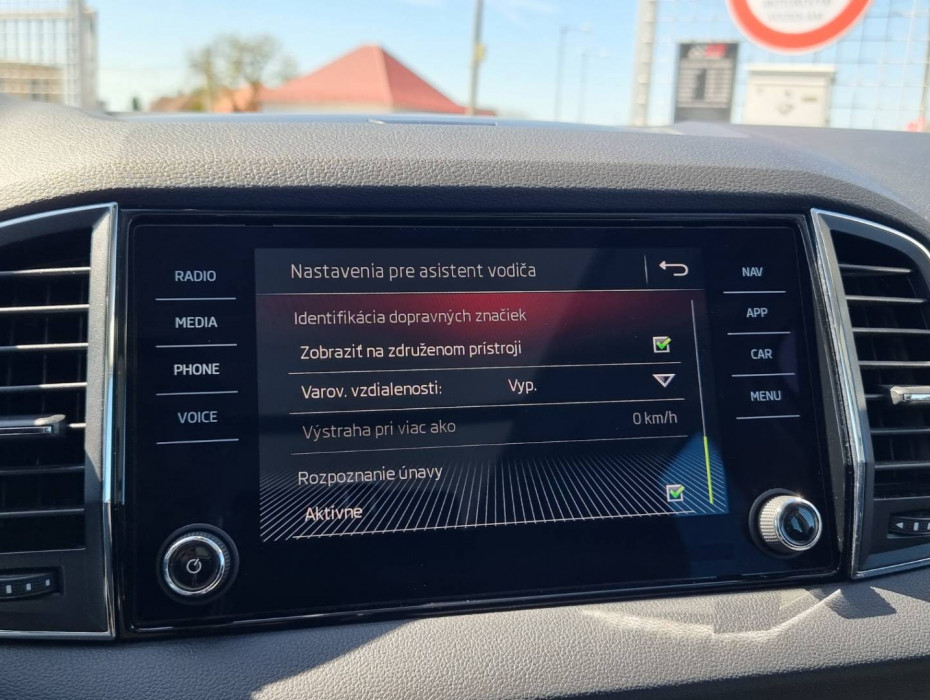 RADIO
MEDIA
PHONE
VOICE
Nastavenia pre asistent vodiča
Identifikácia dopravných značiek
Zobraziť na združenom prístroji
Varov. vzdialenosti: Vyp.
Výstraha pri viac ako 0 km/h
Rozpoznanie únavy
Aktívne
NAV
APP
CAR
MENU